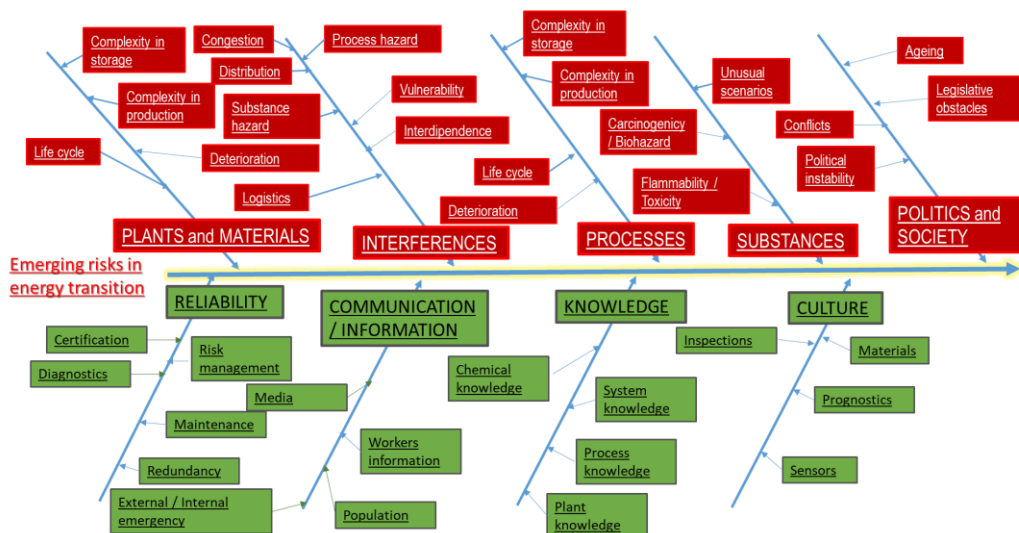 Complexity in
storage
Complexity in
production
Life cycle
Deterioration
PLANTS and MATERIALS
Congestion
Process hazard
Distribution
Substance
hazard
Vulnerability
Interdipendence
Logistics
INTERFERENCES
Complexity in
storage
Complexity in
production
Life cycle
Deterioration
PROCESSES
Unusual
scenarios
Carcinogenicy
/ Biohazard
Flammability /
Toxicity
SUBSTANCES
Ageing
Legislative
obstacles
Conflicts
Political
instability
POLITICS and
SOCIETY
Emerging risks in
energy transition
RELIABILITY
Certification
Risk
management
Diagnostics
Maintenance
Redundancy
COMMUNICATION
/ INFORMATION
Media
Workers
information
External / Internal
emergency
Population
KNOWLEDGE
Chemical
knowledge
System
knowledge
Process
knowledge
Plant
knowledge
CULTURE
Inspections
Materials
Prognostics
Sensors